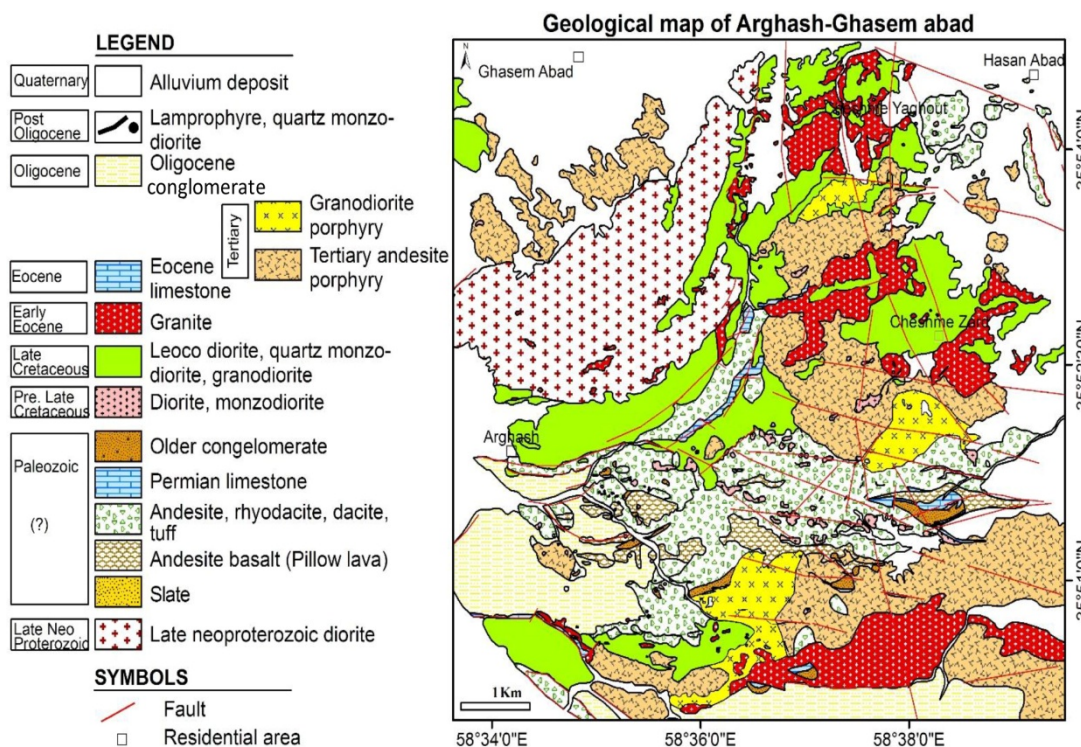 LEGEND
Quaternary
Alluvium deposit
Post
Oligocene
Lamprophyre, quartz monzo-
diorite
Oligocene
Oligocene
conglomerate
Tertiary
Granodiorite
porphyry
Tertiary andesite
porphyry
Eocene
Eocene
limestone
Early
Eocene
Granite
Late
Cretaceous
Leoco diorite, quartz monzo-
diorite, granodiorite
Pre. Late
Cretaceous
Diorite, monzodiorite
Paleozoic
(?)
Older congelomerate
Permian limestone
Andesite, rhyodacite, dacite,
tuff
Andesite basalt (Pillow lava)
Slate
Late Neo
Proterozoid
Late neoproterozoic diorite
SYMBOLS
Fault
Residential area
Geological map of Arghash-Ghasem abad
N
Ghasem Abad
Hasan Abad
Yaghout
Arghash
1Km
58°34'0"E
58°36'0"E
58°38'0"E